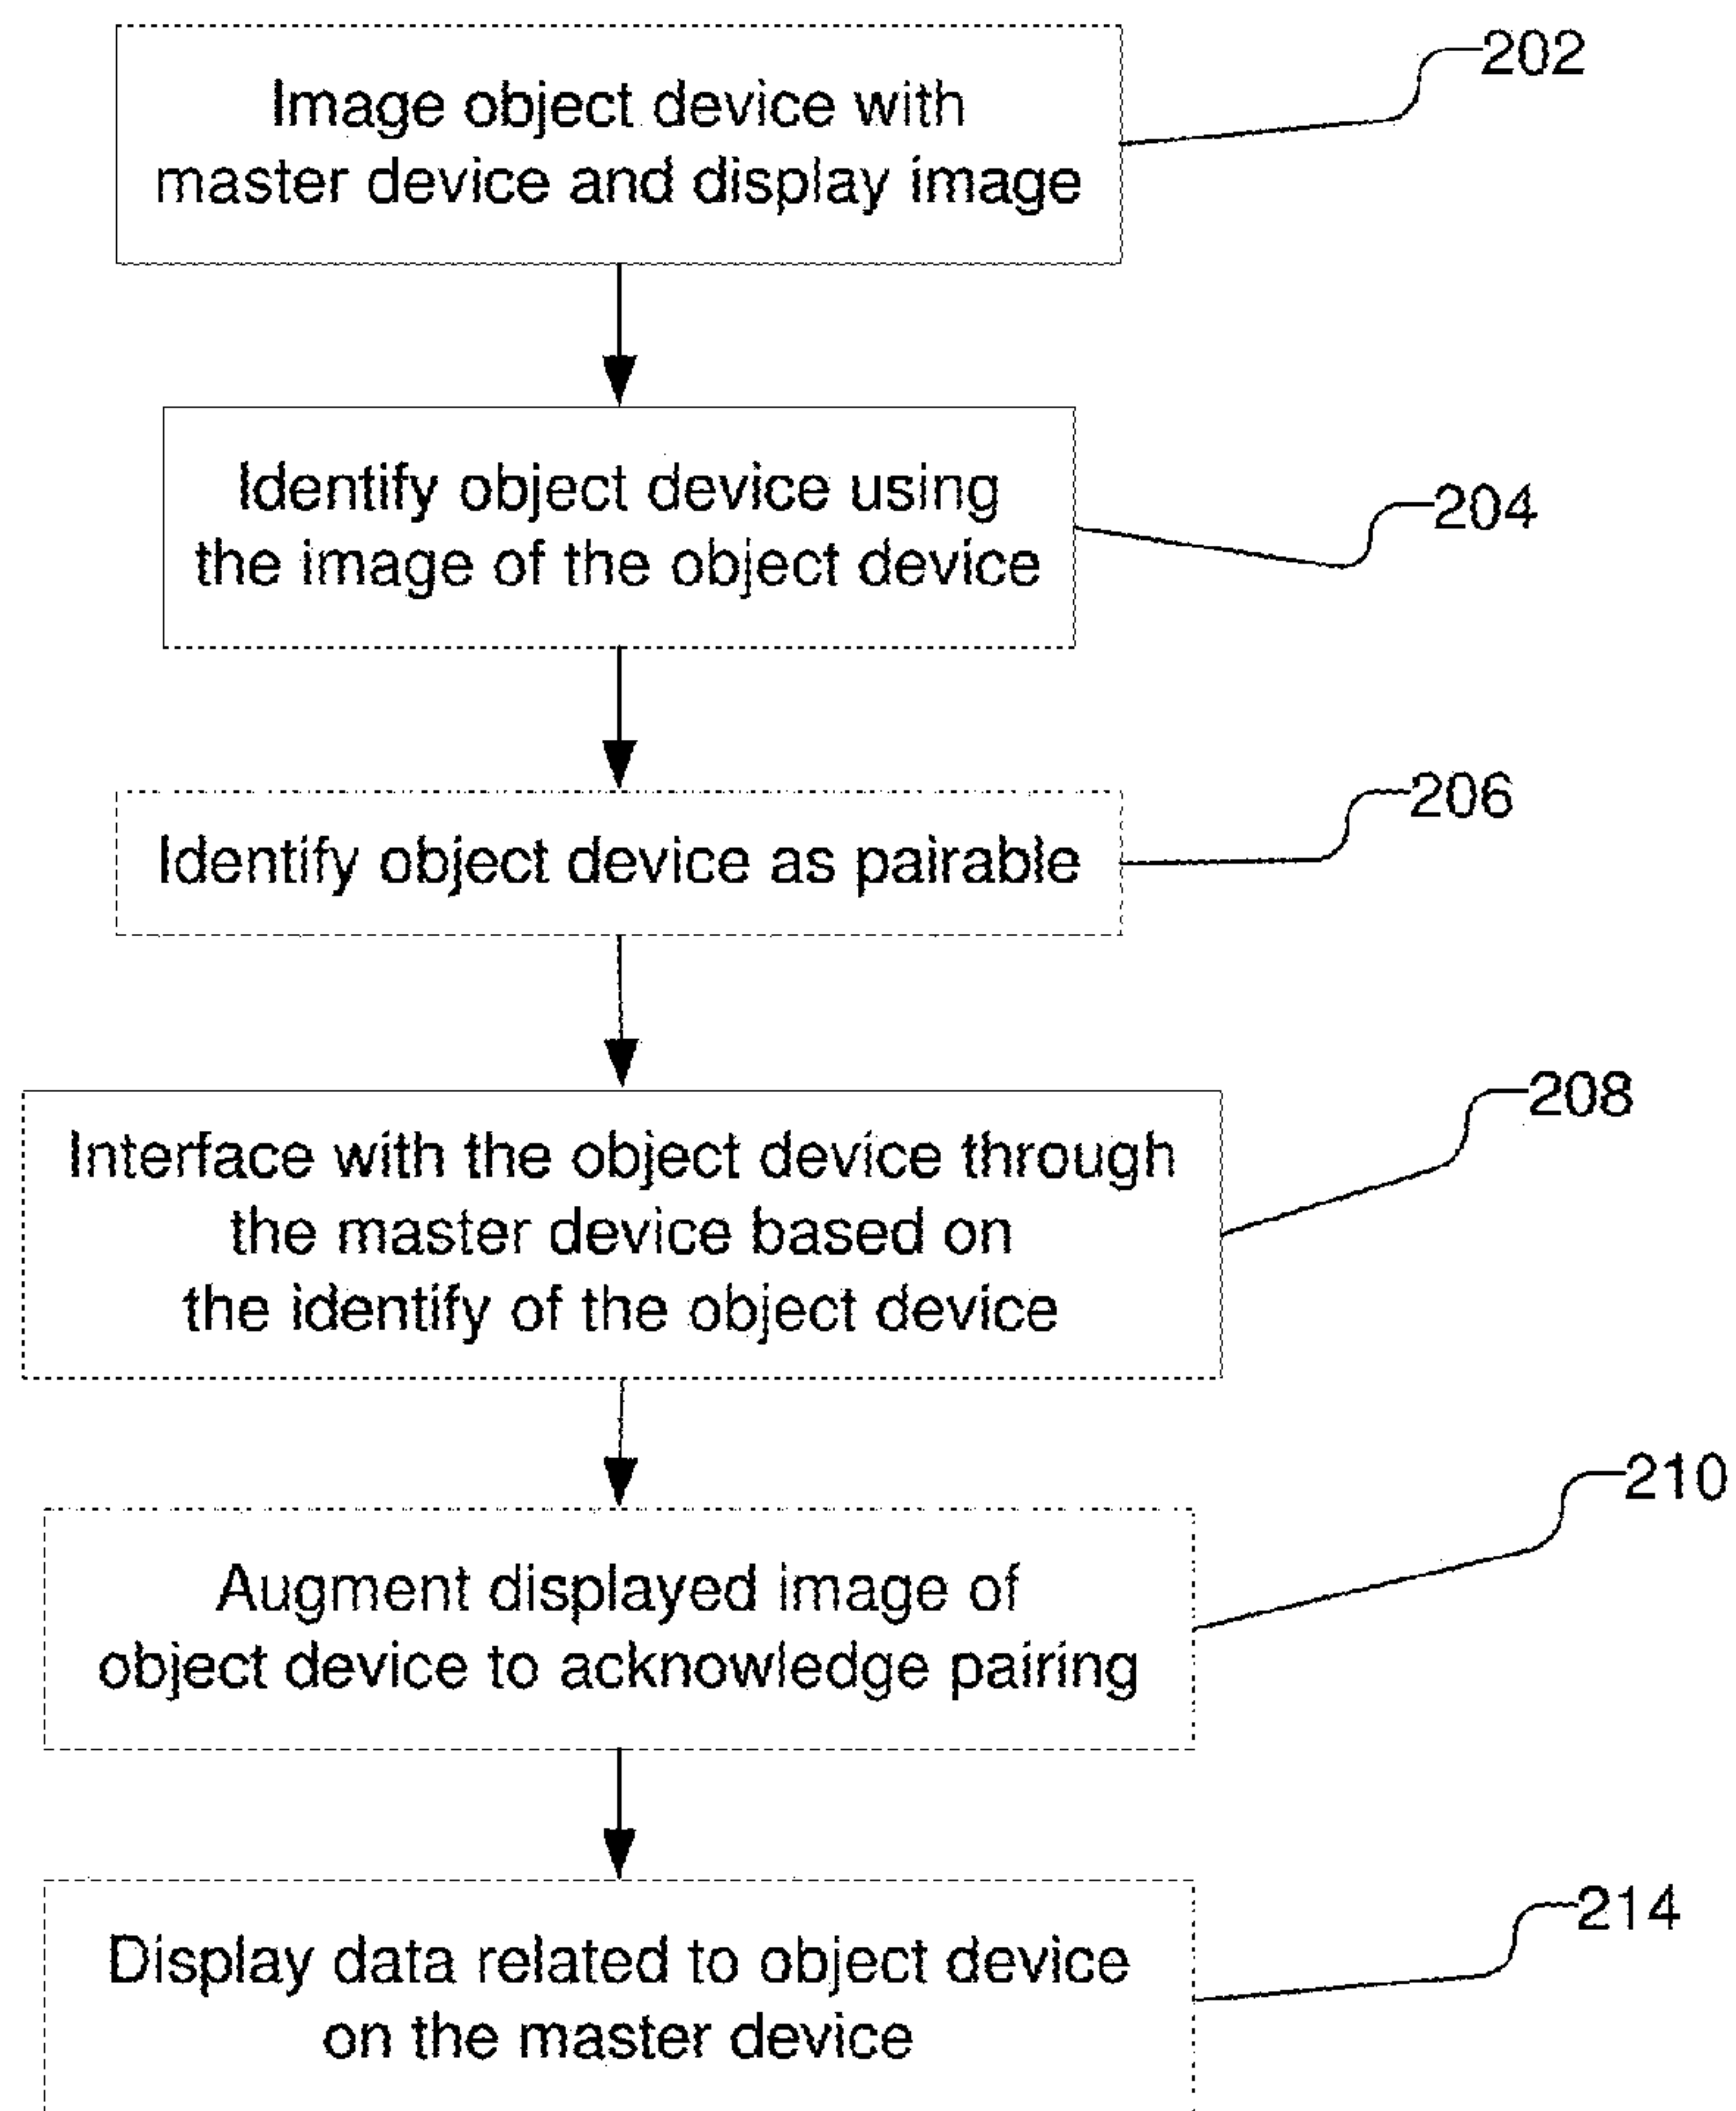 Image object device with
master device and display image
202
Identify object device using
the image of the object device
204
Identify object device as pairable
206
Interface with the object device through
the master device based on
the identify of the object device
208
Augment displayed image of
object device to acknowledge pairing
210
Display data related to object device
on the master device
214